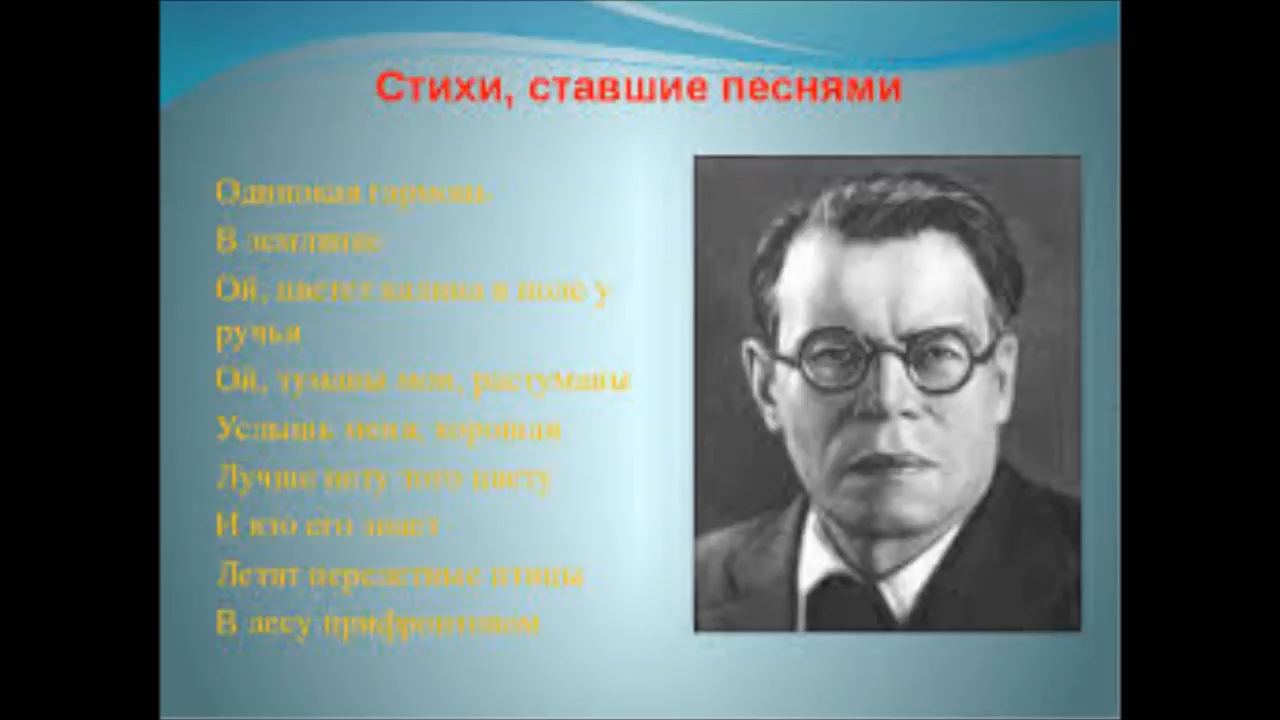 Стихи, ставшие песнями
Одинокая гармонь
В землянке
Ой, цветет калина в поле у
ручья
Ой, туманы мои, растуманы
Услышь меня, хорошая
Лучше нету того цвету
И кто его знает
Летят перелетные птицы
В лесу прифронтовом